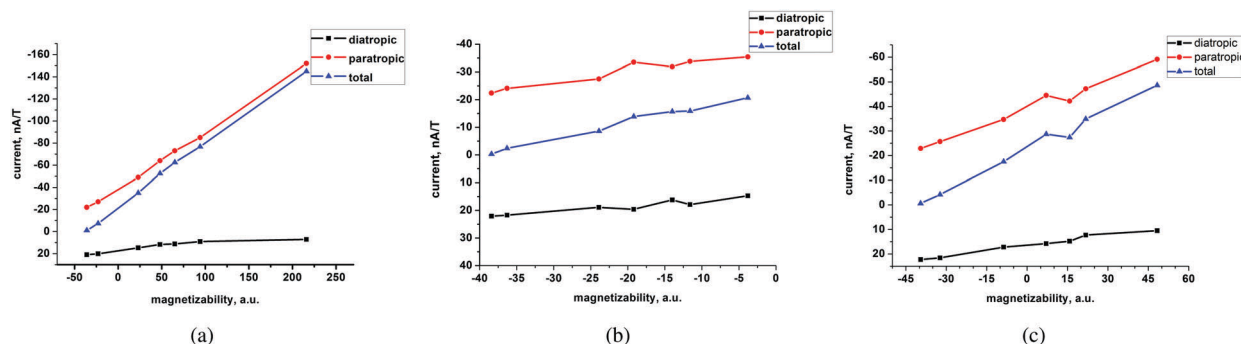 diatropic
paratropic
total
-160
-140
-120
-100
-80
-60
-40
-20
0
20
current, nA/T
-50
0
50
100
150
200
250
magnetizability, a.u.
(a)
diatropic
paratropic
total
-40
-30
-20
-10
0
10
20
30
40
current, nA/T
-40
-35
-30
-25
-20
-15
-10
-5
0
magnetizability, a.u.
(b)
diatropic
paratropic
total
-60
-50
-40
-30
-20
-10
0
10
20
current, nA/T
-45
-30
-15
0
15
30
45
60
magnetizability, a.u.
(c)